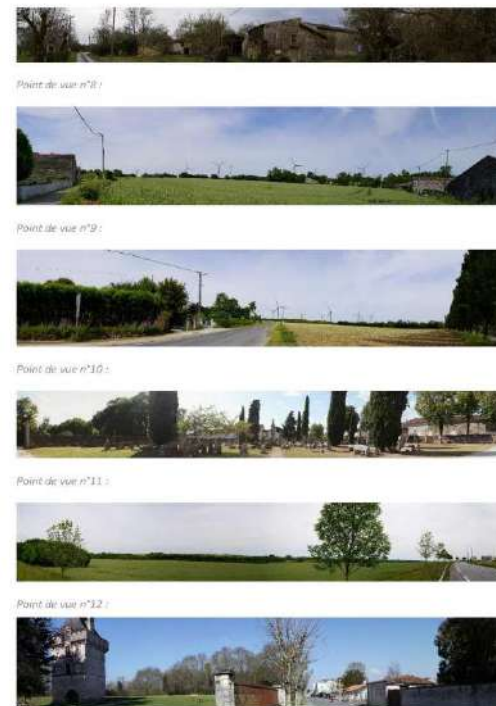 Point de vue n°8 :
Point de vue n°9 :
Point de vue n°10 :
Point de vue n°11 :
Point de vue n°12 :